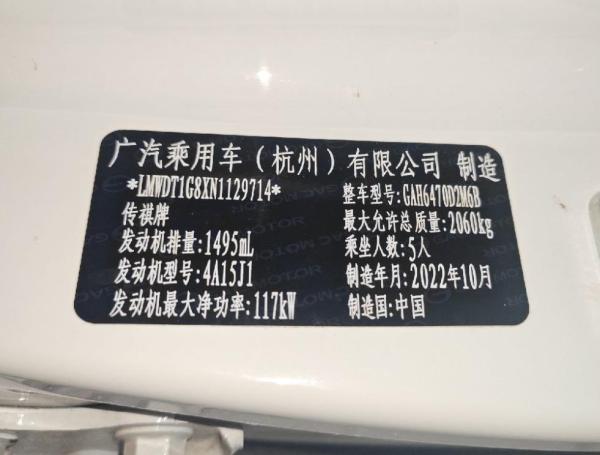 广汽乘用车（杭州）有限公司 制造
*LMWDT1G8XN1129714*
整车型号:GAH6470D2M6B
传祺牌
最大允许总质量:2060kg
发动机排量:1495mL
乘坐人数:5人
发动机型号:4A15J1
制造年月:2022年10月
发动机最大净功率:117kW
制造国:中国